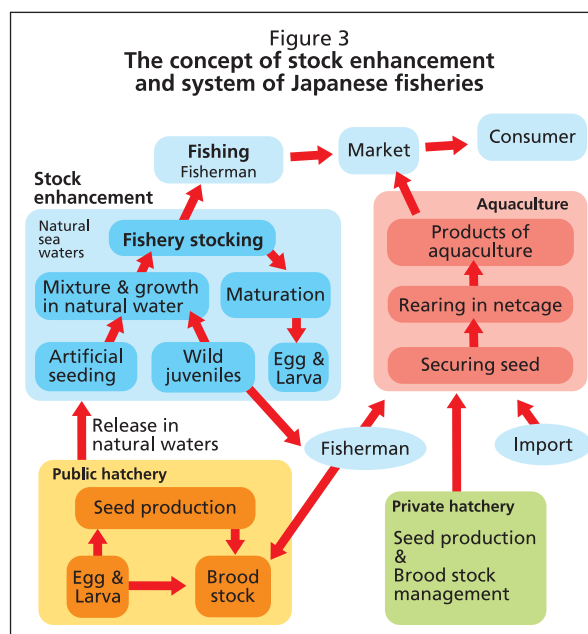 Figure 3
The concept of stock enhancement
and system of Japanese fisheries
Fishing
Fisherman
Market
Consumer
Stock
enhancement
Natural
sea
waters
Fishery stocking
Mixture & growth
in natural water
Maturation
Artificial
seeding
Wild
juveniles
Egg &
Larva
Aquaculture
Products of
aquaculture
Rearing in netcage
Securing seed
Release in
natural waters
Fisherman
Import
Public hatchery
Seed production
Egg &
Larva
Brood
stock
Private hatchery
Seed production
&
Brood stock
management